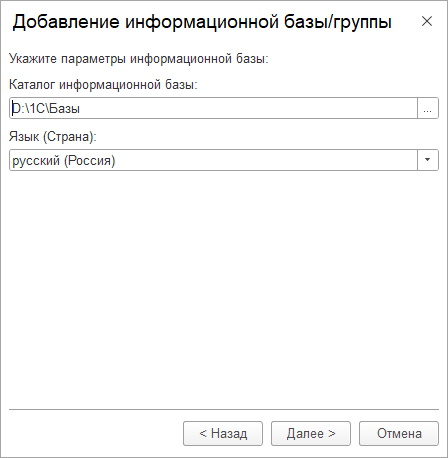 Добавление информационной базы/группы
Укажите параметры информационной базы:
Каталог информационной базы:
D:\1С\Базы
...
Язык (Страна):
русский (Россия)
< Назад
Далее >
Отмена